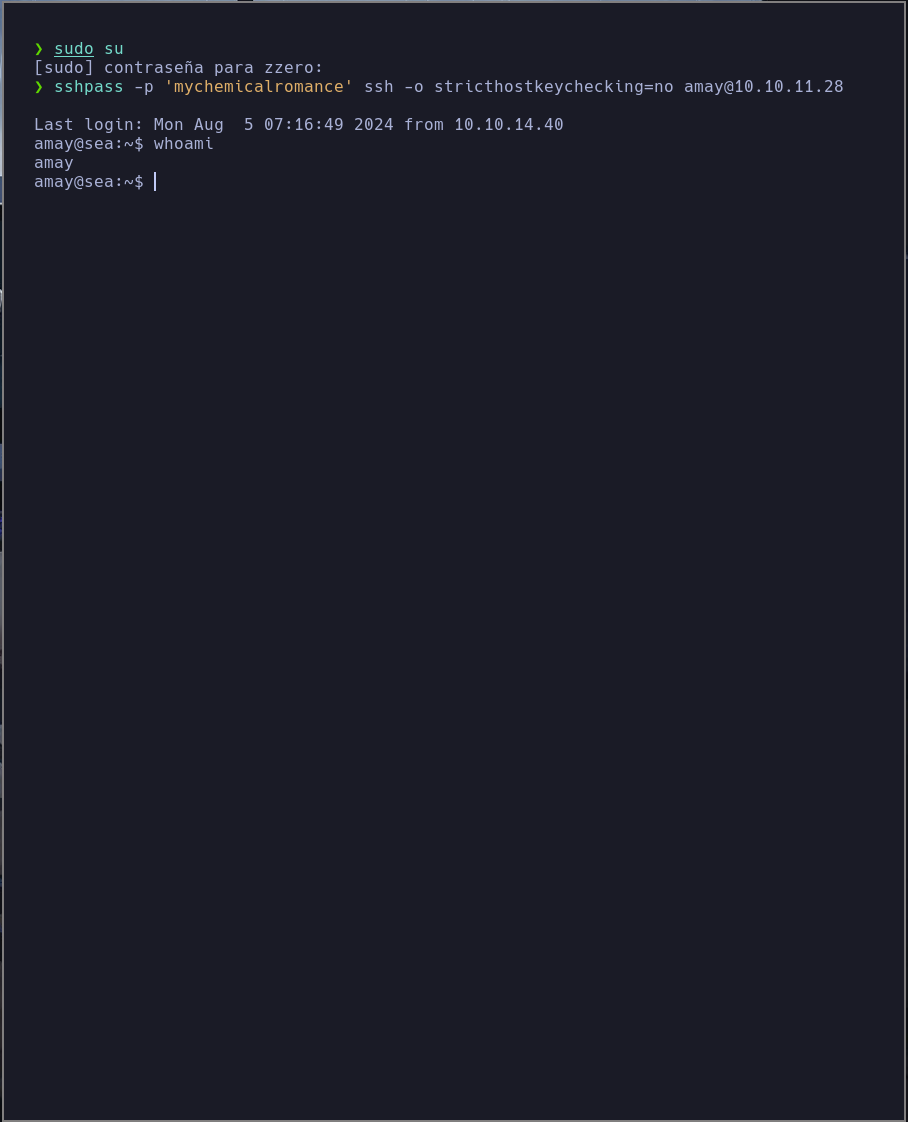 ❯ sudo su
[sudo] contraseña para zzero:
❯ sshpass -p 'mychemicalromance' ssh -o stricthostkeychecking=no amay@10.10.11.28
Last login: Mon Aug  5 07:16:49 2024 from 10.10.14.40
amay@sea:~$ whoami
amay
amay@sea:~$